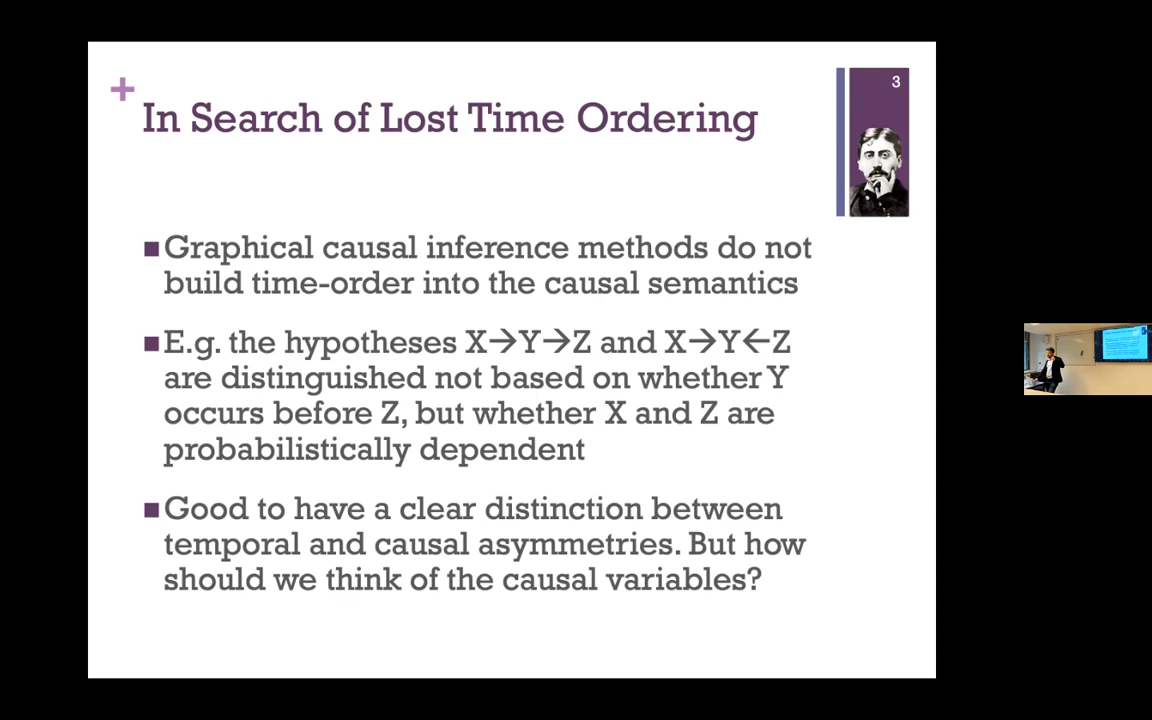 +
3
In Search of Lost Time Ordering
■Graphical causal inference methods do not
build time-order into the causal semantics
■E.g. the hypotheses X→Y→Z and X→Y←Z
are distinguished not based on whether Y
occurs before Z, but whether X and Z are
probabilistically dependent
■Good to have a clear distinction between
temporal and causal asymmetries. But how
should we think of the causal variables?